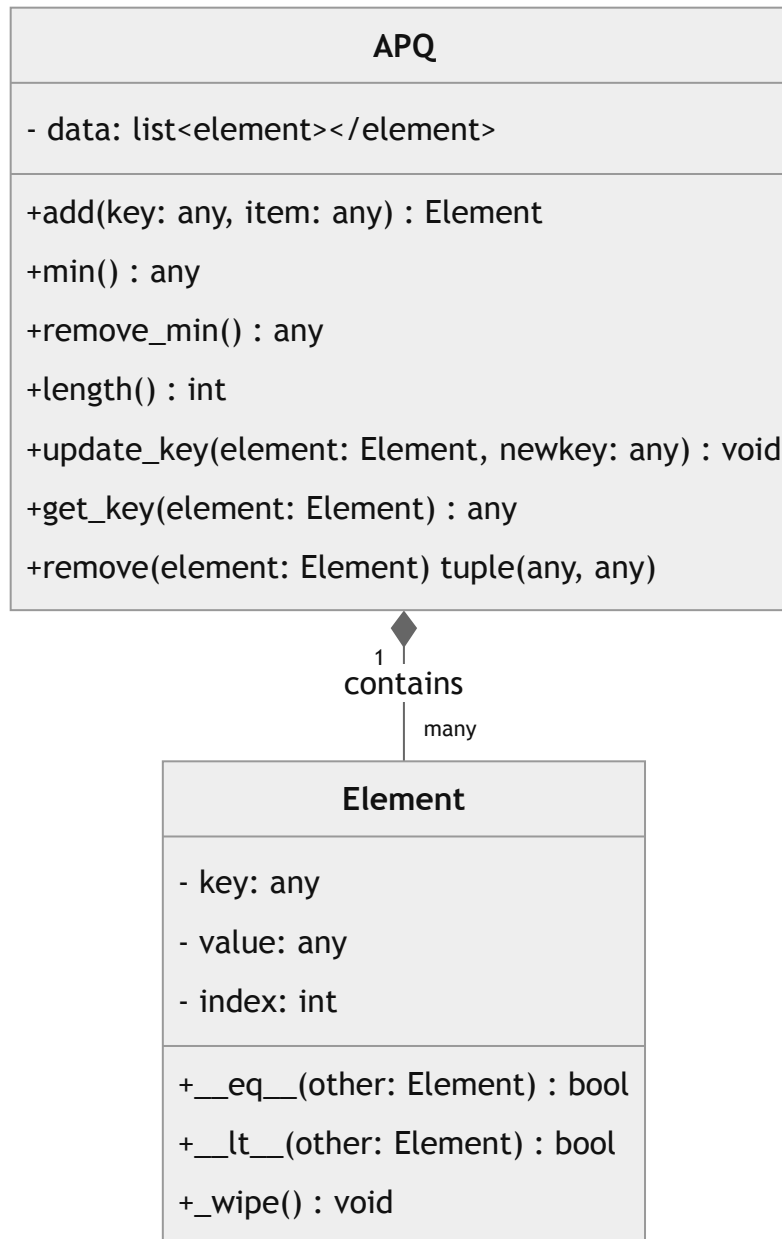 APQ
- data: list<element></element>
+add(key: any, item: any) : Element
+min() : any
+remove_min() : any
+length() : int
+update_key(element: Element, newkey: any) : void
+get_key(element: Element) : any
+remove(element: Element) tuple(any, any)
1
contains
many
Element
- key: any
- value: any
- index: int
+__eq__(other: Element) : bool
+__lt__(other: Element) : bool
+_wipe() : void